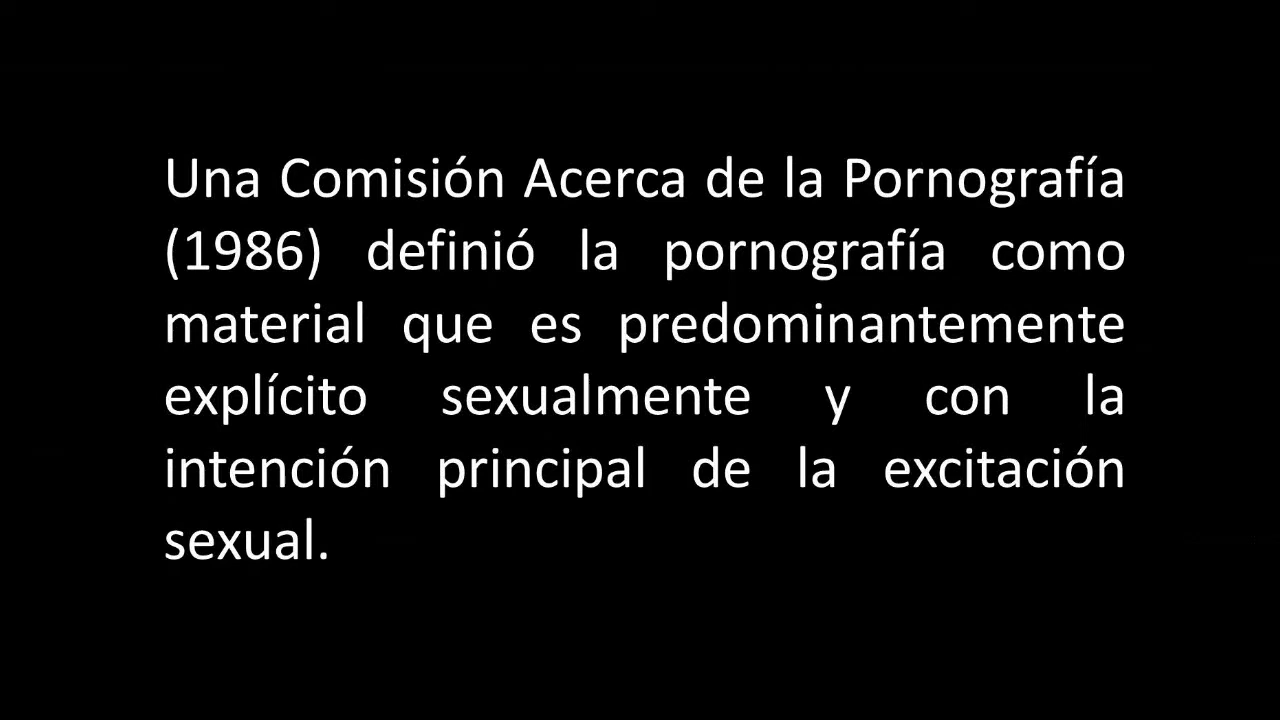 Una Comisión Acerca de la Pornografía
(1986) definió la pornografía como
material que es predominantemente
explícito sexualmente y con la
intención principal de la excitación
sexual.